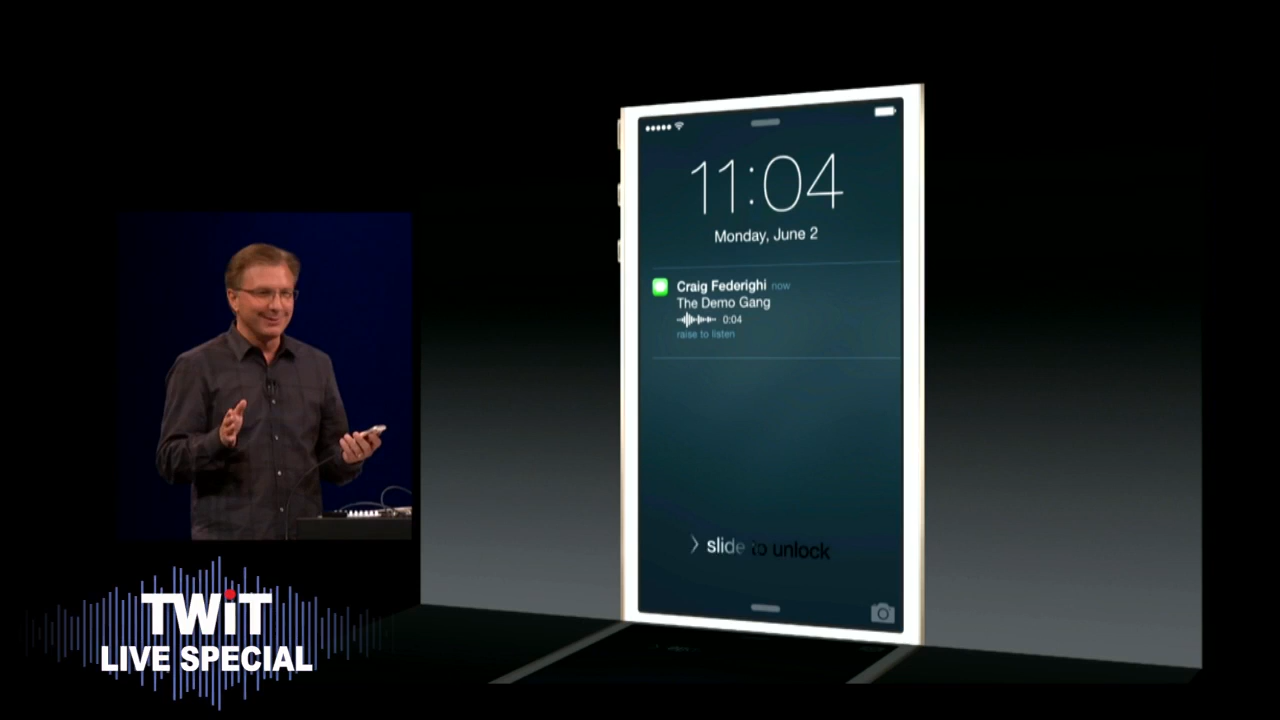 11:04
Monday, June 2
Craig Federighi now
The Demo Gang
0:04
raise to listen
> slide to unlock
TWiT
LIVE SPECIAL